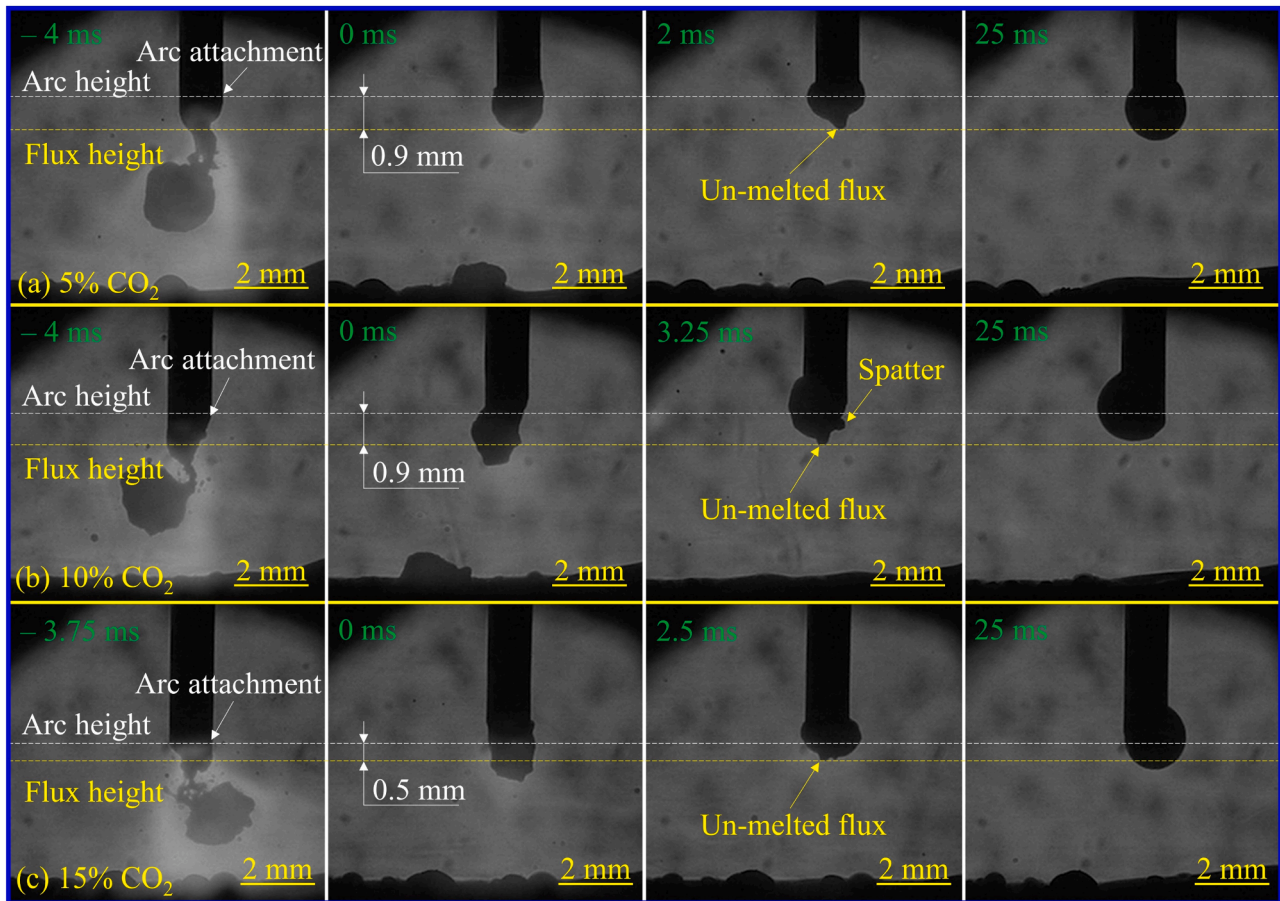 – 4 ms
Arc attachment
Arc height
Flux height
(a) 5% CO₂
2 mm
0 ms
0.9 mm
2 mm
2 ms
Un-melted flux
2 mm
25 ms
2 mm
– 4 ms
Arc attachment
Arc height
Flux height
(b) 10% CO₂
2 mm
0 ms
0.9 mm
2 mm
3.25 ms
Spatter
Un-melted flux
2 mm
25 ms
2 mm
– 3.75 ms
Arc attachment
Arc height
Flux height
(c) 15% CO₂
2 mm
0 ms
0.5 mm
2 mm
2.5 ms
Un-melted flux
2 mm
25 ms
2 mm